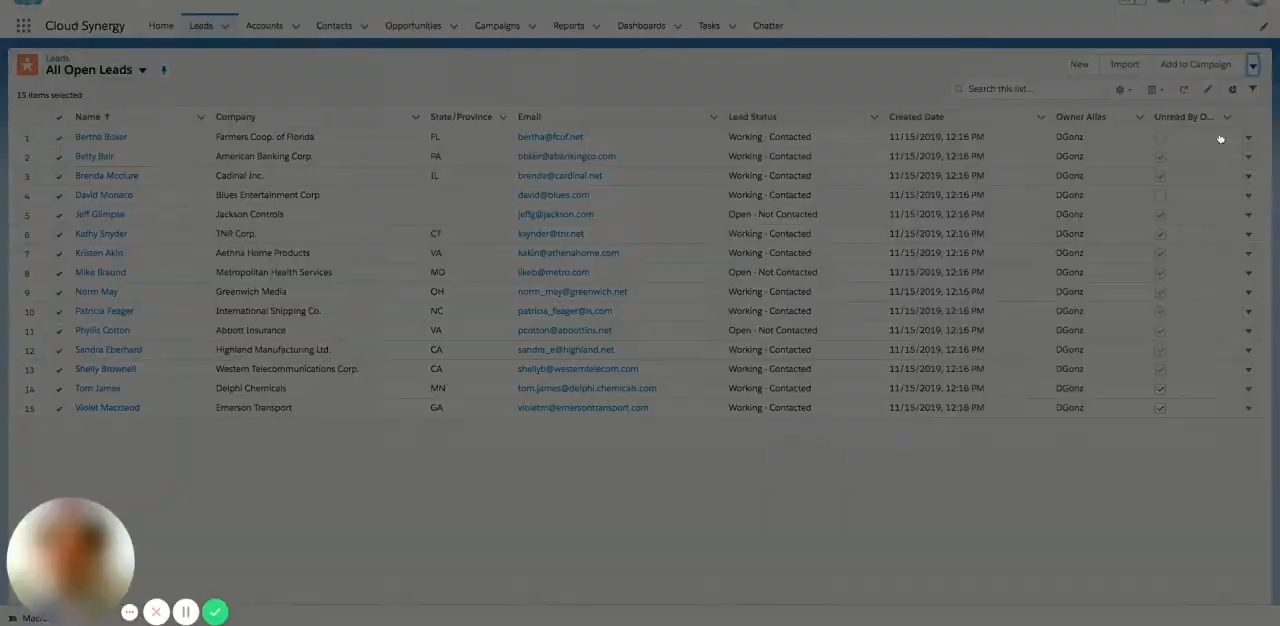 Cloud Synergy Home Leads Accounts Contacts Opportunities Campaigns Reports Dashboards Tasks Chatter
Leads
All Open Leads New Import Add to Campaign
15 items selected Search this list...
Name ↑ Company State/Province Email Lead Status Created Date Owner Alias Unread By O...
1 Bertha Boxer Farmers Coop. of Florida FL bertha@fcof.net Working - Contacted 11/15/2019, 12:16 PM DGonz
2 Betty Bair American Banking Corp. PA bblair@abankingco.com Working - Contacted 11/15/2019, 12:16 PM DGonz
3 Brenda Mcclure Cadinal Inc. IL brenda@cardinal.net Working - Contacted 11/15/2019, 12:16 PM DGonz
4 David Monaco Blues Entertainment Corp david@blues.com Working - Contacted 11/15/2019, 12:16 PM DGonz
5 Jeff Glimpse Jackson Controls jeffg@jackson.com Open - Not Contacted 11/15/2019, 12:16 PM DGonz
6 Kathy Snyder TNR Corp. CT ksynder@tnr.net Working - Contacted 11/15/2019, 12:16 PM DGonz
7 Kristen Akin Aethna Home Products VA kakin@athenahome.com Working - Contacted 11/15/2019, 12:16 PM DGonz
8 Mike Braund Metropolitan Health Services MD likeb@metro.com Open - Not Contacted 11/15/2019, 12:16 PM DGonz
9 Norm May Greenwich Media OH norm_may@greenwich.net Working - Contacted 11/15/2019, 12:16 PM DGonz
10 Patricia Feager International Shipping Co. NC patricia_feager@is.com Working - Contacted 11/15/2019, 12:16 PM DGonz
11 Phyllis Cotton Abbott Insurance VA pcotton@abbottins.net Open - Not Contacted 11/15/2019, 12:16 PM DGonz
12 Sandra Eberhard Highland Manufacturing Ltd. CA sandra_e@highland.net Working - Contacted 11/15/2019, 12:16 PM DGonz
13 Shelly Brownell Western Telecommunications Corp. CA shellyb@westerntelecom.com Working - Contacted 11/15/2019, 12:16 PM DGonz
14 Tom James Delphi Chemicals MN tom.james@delphi.chemicals.com Working - Contacted 11/15/2019, 12:16 PM DGonz
15 Violet Maccleod Emerson Transport GA violetm@emersontransport.com Working - Contacted 11/15/2019, 12:16 PM DGonz